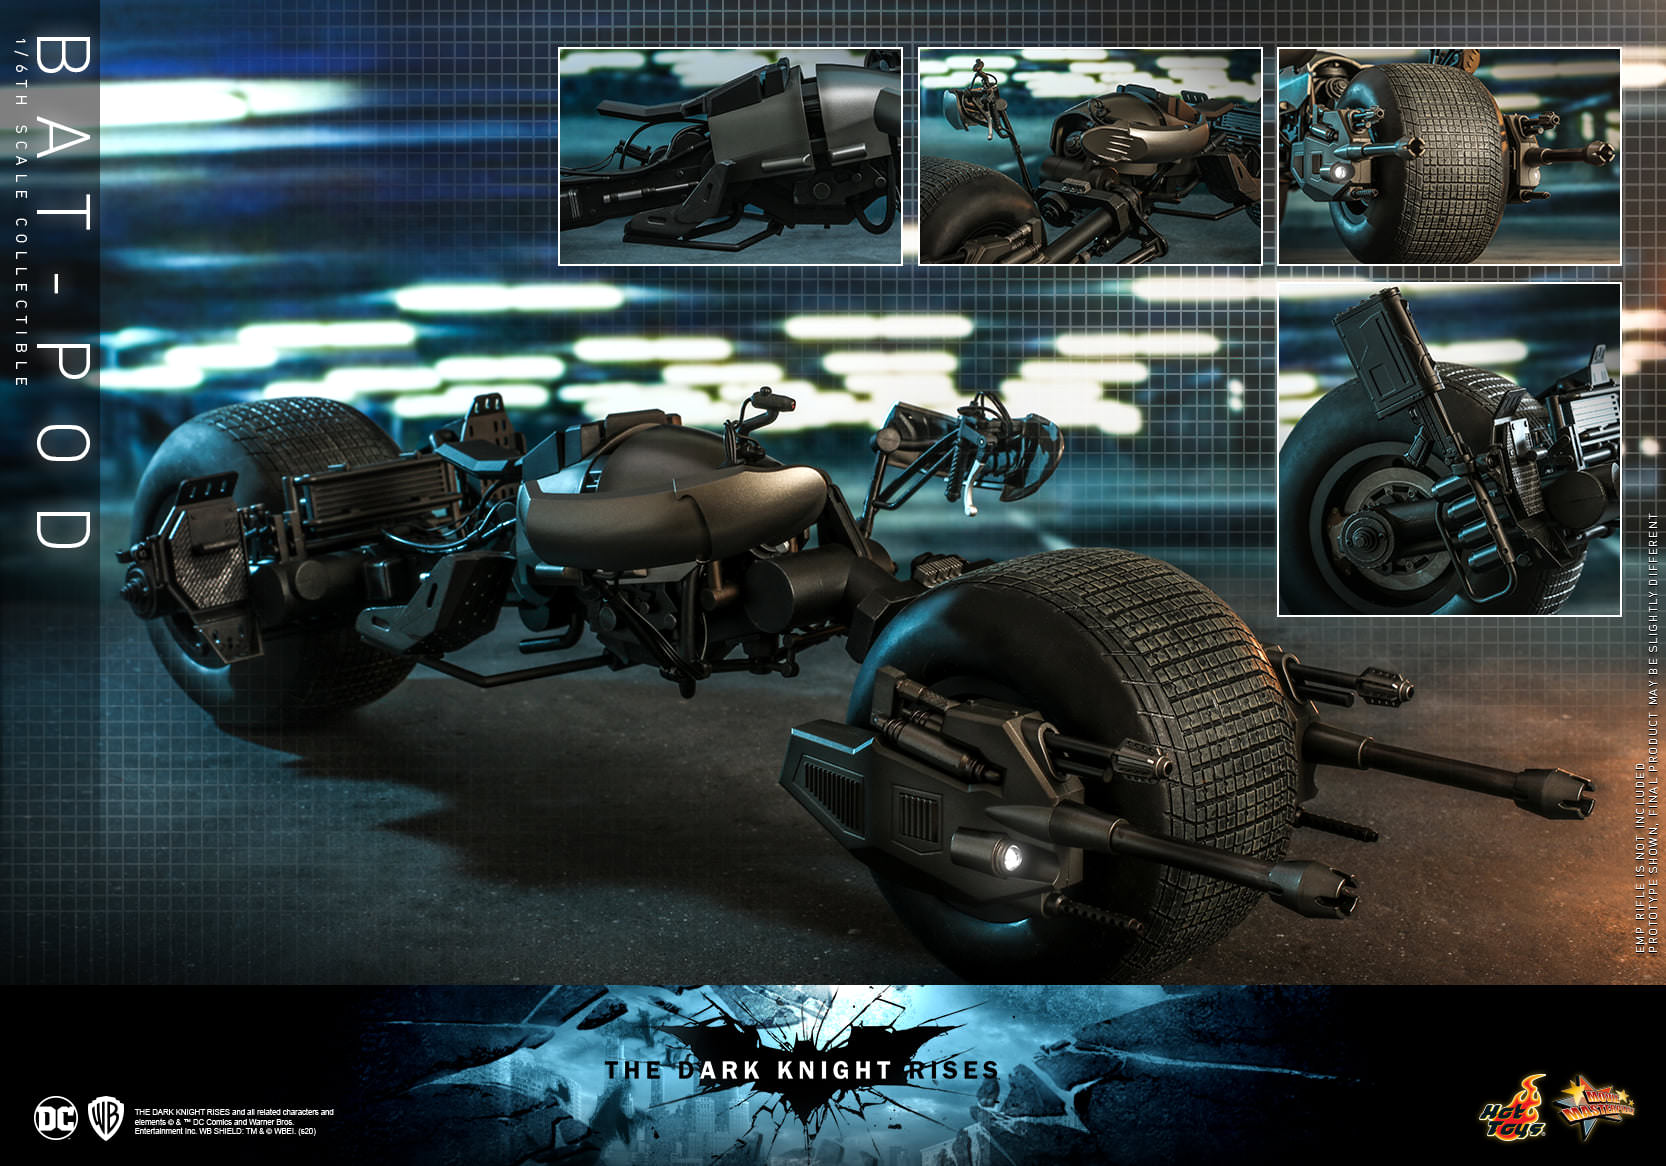 BAT-POD
1/6TH SCALE COLLECTIBLE
EMP RIFLE IS NOT INCLUDED
PROTOTYPE SHOWN, FINAL PRODUCT MAY BE SLIGHTLY DIFFERENT
THE DARK KNIGHT RISES
DC
WB
THE DARK KNIGHT RISES and all related characters and
elements © & ™ DC Comics and Warner Bros.
Entertainment Inc. WB SHIELD: TM & © WBEI. (s20)
Hot
Toys
MOVIE
MASTERPIECE